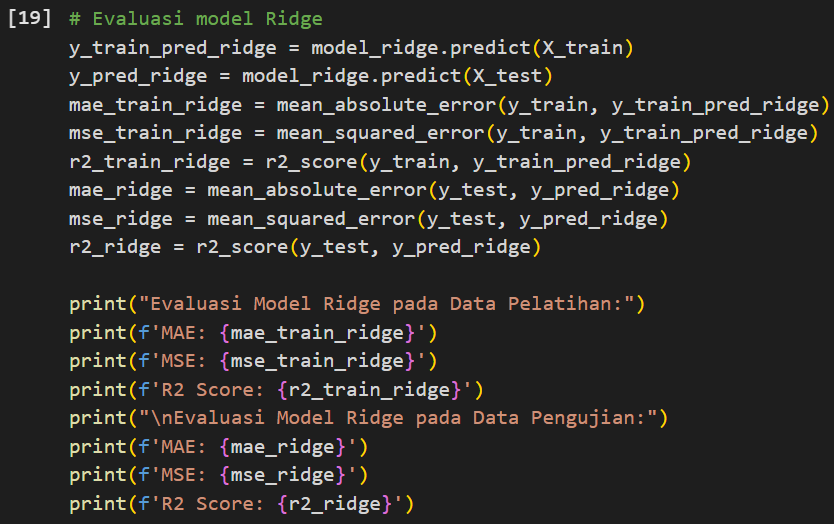 [19] # Evaluasi model Ridge
y_train_pred_ridge = model_ridge.predict(X_train)
y_pred_ridge = model_ridge.predict(X_test)
mae_train_ridge = mean_absolute_error(y_train, y_train_pred_ridge)
mse_train_ridge = mean_squared_error(y_train, y_train_pred_ridge)
r2_train_ridge = r2_score(y_train, y_train_pred_ridge)
mae_ridge = mean_absolute_error(y_test, y_pred_ridge)
mse_ridge = mean_squared_error(y_test, y_pred_ridge)
r2_ridge = r2_score(y_test, y_pred_ridge)
print("Evaluasi Model Ridge pada Data Pelatihan:")
print(f'MAE: {mae_train_ridge}')
print(f'MSE: {mse_train_ridge}')
print(f'R2 Score: {r2_train_ridge}')
print("\nEvaluasi Model Ridge pada Data Pengujian:")
print(f'MAE: {mae_ridge}')
print(f'MSE: {mse_ridge}')
print(f'R2 Score: {r2_ridge}')